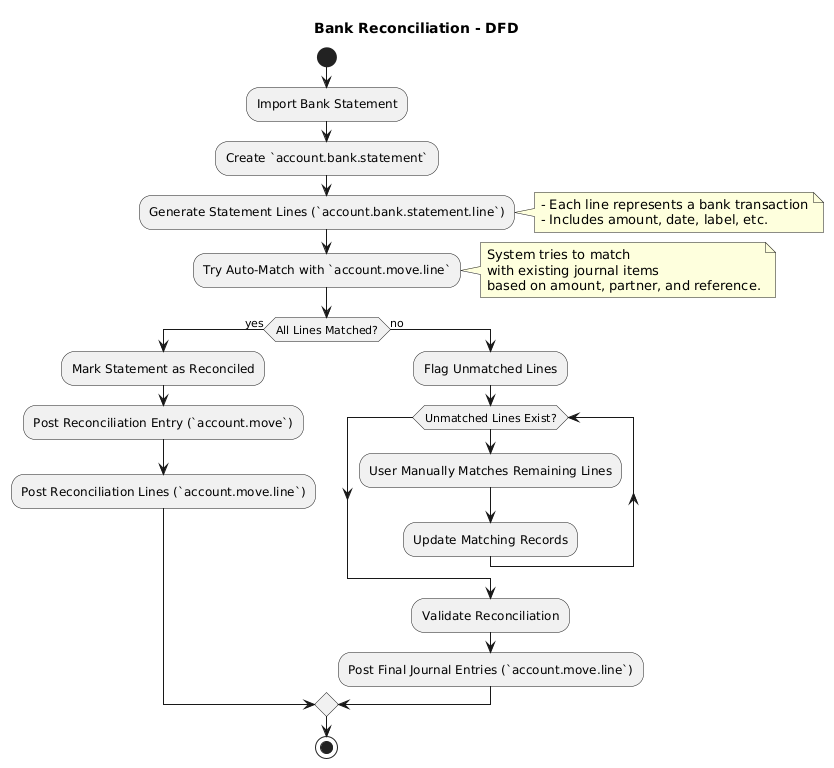 Bank Reconciliation - DFD
Import Bank Statement
Create `account.bank.statement`
Generate Statement Lines (`account.bank.statement.line`)
- Each line represents a bank transaction
- Includes amount, date, label, etc.
Try Auto-Match with `account.move.line`
System tries to match
with existing journal items
based on amount, partner, and reference.
All Lines Matched?
yes
no
Mark Statement as Reconciled
Post Reconciliation Entry (`account.move`)
Post Reconciliation Lines (`account.move.line`)
Flag Unmatched Lines
Unmatched Lines Exist?
User Manually Matches Remaining Lines
Update Matching Records
Validate Reconciliation
Post Final Journal Entries (`account.move.line`)